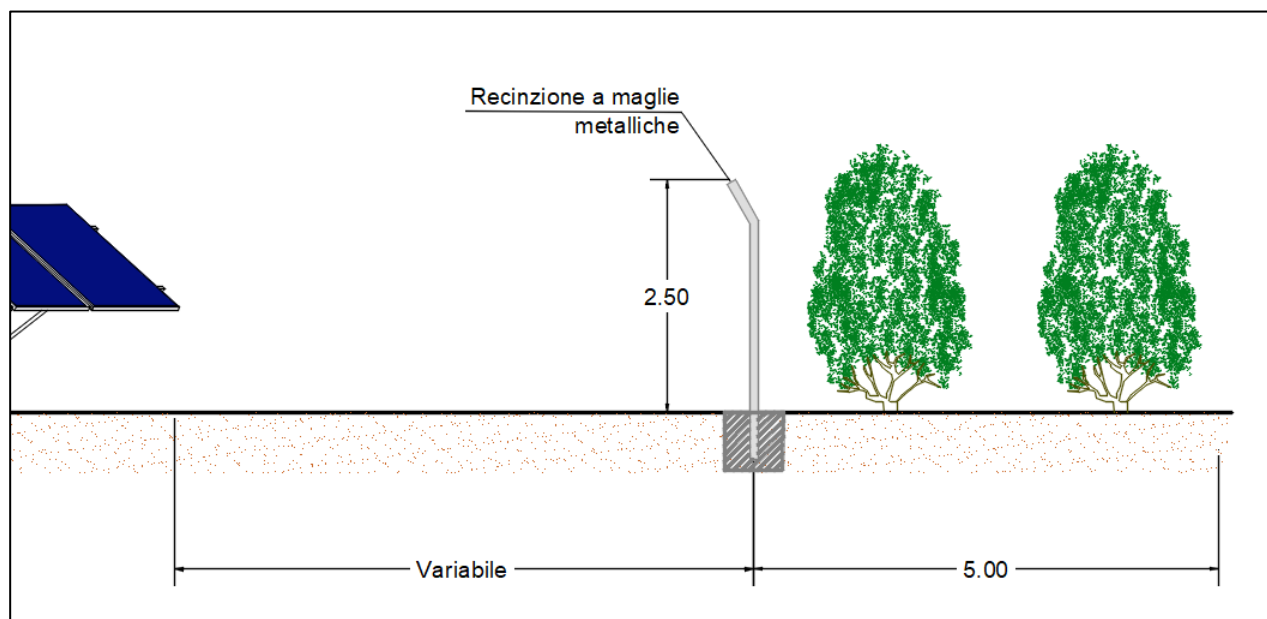 Recinzione a maglie
metalliche
2.50
Variabile
5.00